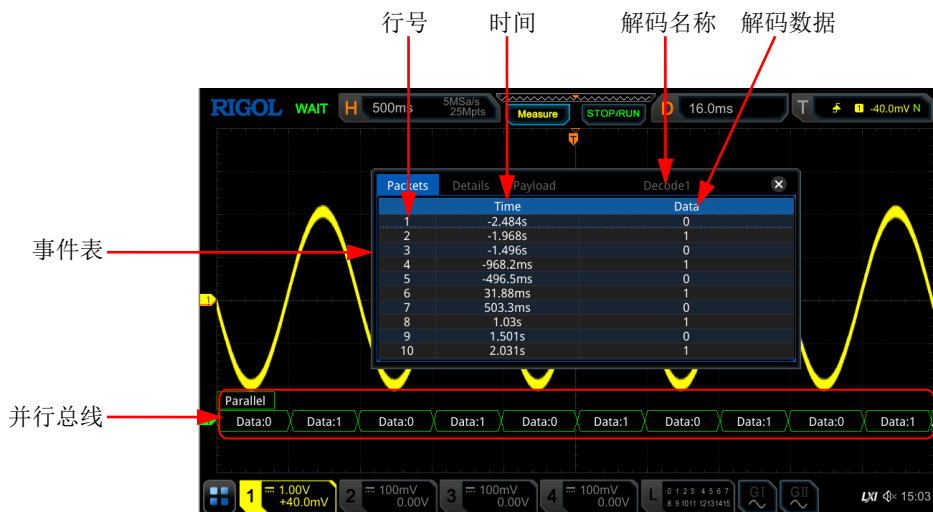 行号 时间 解码名称 解码数据
RIGOL WAIT H 500ms 5MSa/s 25Mpts Measure STOP/RUN D 16.0ms T 1 -40.0mV N
T
Packets Details Payload Decode1
Time Data
1 -2.484s 0
2 -1.968s 1
3 -1.496s 0
事件表
4 -968.2ms 1
5 -496.5ms 0
6 31.88ms 1
7 503.3ms 0
8 1.03s 1
9 1.501s 0
10 2.031s 1
1
Parallel
并行总线
Data:0 Data:1 Data:0 Data:1 Data:0 Data:1 Data:0 Data:1 Data:0 Data:1
1 1.00V +40.0mV 2 100mV 0.00V 3 100mV 0.00V 4 100mV 0.00V L 0 1 2 3 4 5 6 7 8 9 10 11 12 13 14 15 GI GII LXI 15:03